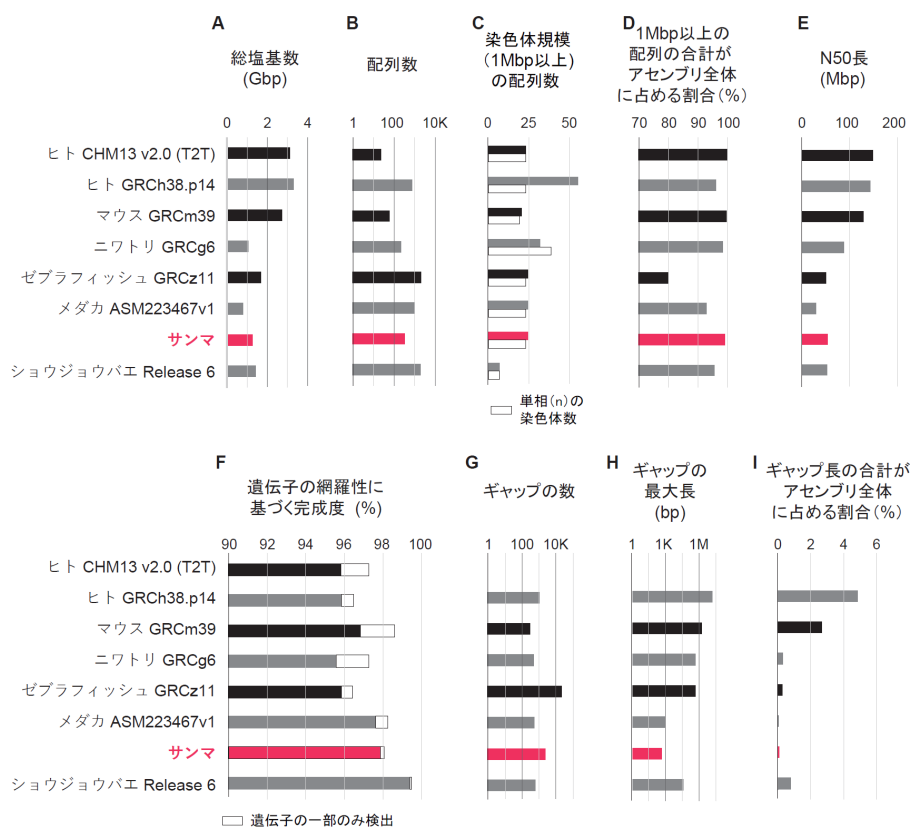 A
総塩基数
(Gbp)
0 2 4
B
配列数
1 100 10K
C
染色体規模
(1Mbp以上)
の配列数
0 25 50
D
1Mbp以上の
配列の合計が
アセンブリ全体
に占める割合(%)
70 80 90 100
E
N50長
(Mbp)
0 100 200
ヒト CHM13 v2.0 (T2T)
ヒト GRCh38.p14
マウス GRCm39
ニワトリ GRCg6
ゼブラフィッシュ GRCz11
メダカ ASM223467v1
サンマ
ショウジョウバエ Release 6
単相(n)の
染色体数
F
遺伝子の網羅性に
基づく完成度 (%)
90 92 94 96 98 100
G
ギャップの数
1 100 10K
H
ギャップの
最大長
(bp)
1 1K 1M
I
ギャップ長の合計が
アセンブリ全体
に占める割合(%)
0 2 4 6
ヒト CHM13 v2.0 (T2T)
ヒト GRCh38.p14
マウス GRCm39
ニワトリ GRCg6
ゼブラフィッシュ GRCz11
メダカ ASM223467v1
サンマ
ショウジョウバエ Release 6
遺伝子の一部のみ検出